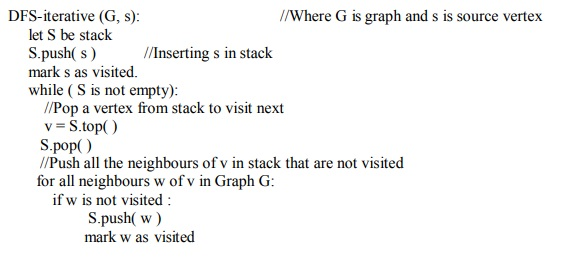 DFS-iterative (G, s): //Where G is graph and s is source vertex
let S be stack
S.push( s ) //Inserting s in stack
mark s as visited.
while ( S is not empty):
//Pop a vertex from stack to visit next
v = S.top( )
S.pop( )
//Push all the neighbours of v in stack that are not visited
for all neighbours w of v in Graph G:
if w is not visited :
S.push( w )
mark w as visited